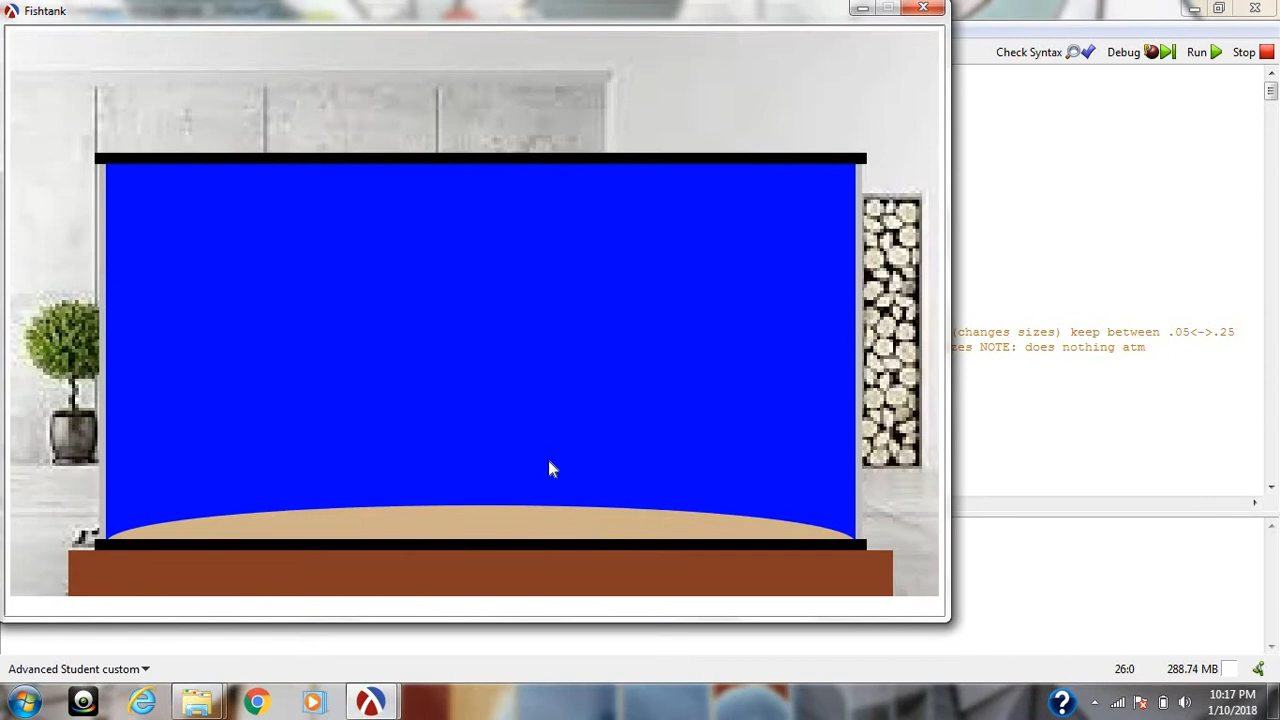 Fishtank
Check Syntax Debug Run Stop
(changes sizes) keep between .05<->.25
zes NOTE: does nothing atm
Advanced Student custom
26:0
288.74 MB
10:17 PM
1/10/2018